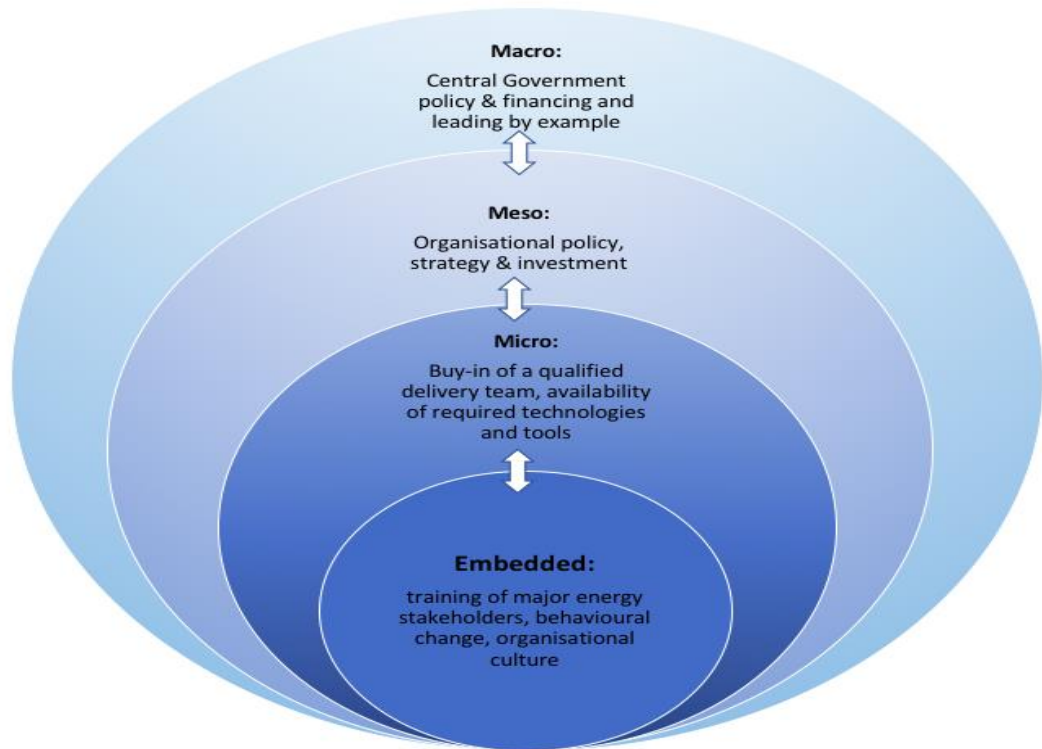 Macro:
Central Government
policy & financing and
leading by example
Meso:
Organisational policy,
strategy & investment
Micro:
Buy-in of a qualified
delivery team, availability
of required technologies
and tools
Embedded:
training of major energy
stakeholders, behavioural
change, organisational
culture